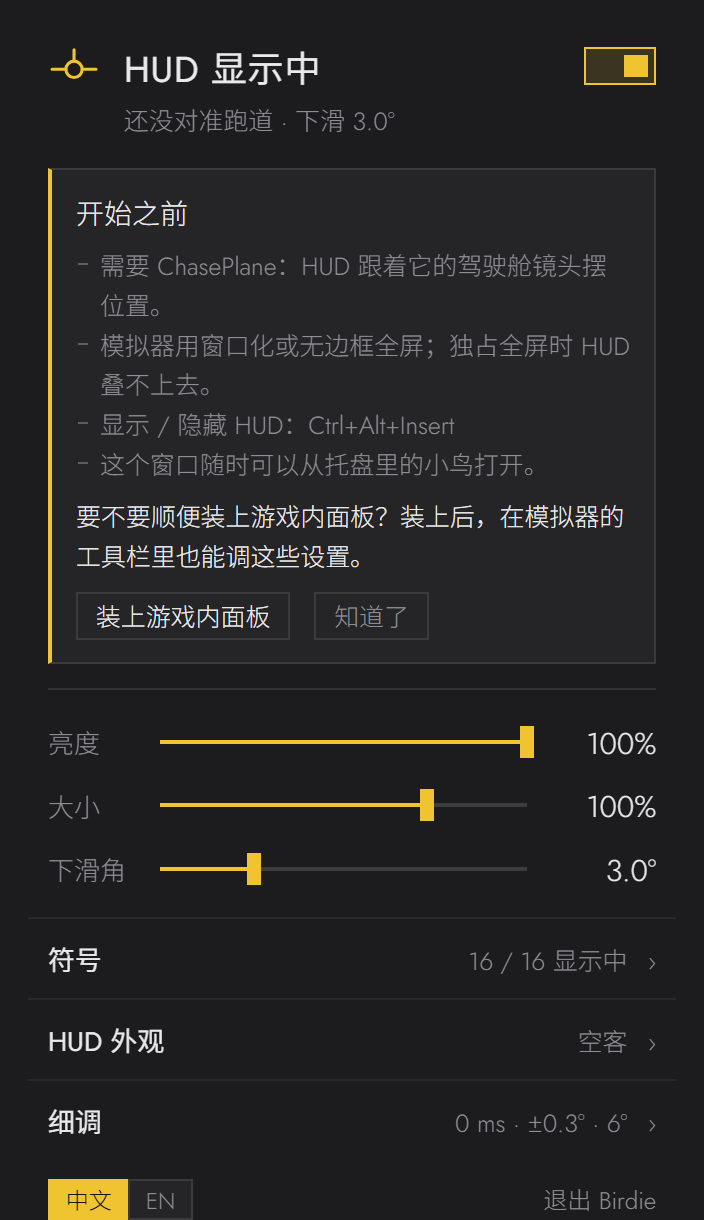 HUD 显示中
还没对准跑道 · 下滑 3.0°
开始之前
- 需要 ChasePlane：HUD 跟着它的驾驶舱镜头摆
位置。
- 模拟器用窗口化或无边框全屏；独占全屏时 HUD
叠不上去。
- 显示 / 隐藏 HUD：Ctrl+Alt+Insert
- 这个窗口随时可以从托盘里的小鸟打开。
要不要顺便装上游戏内面板？装上后，在模拟器的
工具栏里也能调这些设置。
装上游戏内面板 知道了
亮度 100%
大小 100%
下滑角 3.0°
符号 16 / 16 显示中 ›
HUD 外观 空客 ›
细调 0 ms · ±0.3° · 6° ›
中文 EN 退出 Birdie